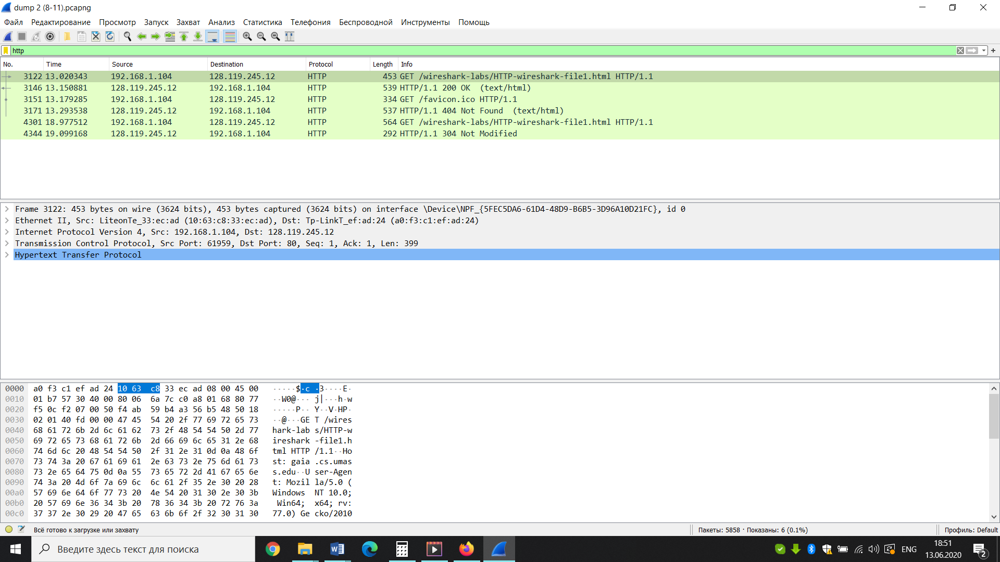 dump 2 (8-11).pcapng
Файл Редактирование Просмотр Запуск Захват Анализ Статистика Телефония Беспроводной Инструменты Помощь
http
No. Time Source Destination Protocol Length Info
3122 13.020343 192.168.1.104 128.119.245.12 HTTP 453 GET /wireshark-labs/HTTP-wireshark-file1.html HTTP/1.1
3146 13.150881 128.119.245.12 192.168.1.104 HTTP 539 HTTP/1.1 200 OK (text/html)
3151 13.179285 192.168.1.104 128.119.245.12 HTTP 334 GET /favicon.ico HTTP/1.1
3171 13.293538 128.119.245.12 192.168.1.104 HTTP 537 HTTP/1.1 404 Not Found (text/html)
4301 18.977512 192.168.1.104 128.119.245.12 HTTP 564 GET /wireshark-labs/HTTP-wireshark-file1.html HTTP/1.1
4344 19.099168 128.119.245.12 192.168.1.104 HTTP 292 HTTP/1.1 304 Not Modified
Frame 3122: 453 bytes on wire (3624 bits), 453 bytes captured (3624 bits) on interface \Device\NPF_{5FEC5DA6-61D4-48D9-B6B5-3D96A10D21FC}, id 0
Ethernet II, Src: LiteonTe_33:ec:ad (10:63:c8:33:ec:ad), Dst: Tp-LinkT_ef:ad:24 (a0:f3:c1:ef:ad:24)
Internet Protocol Version 4, Src: 192.168.1.104, Dst: 128.119.245.12
Transmission Control Protocol, Src Port: 61959, Dst Port: 80, Seq: 1, Ack: 1, Len: 399
Hypertext Transfer Protocol
0000 a0 f3 c1 ef ad 24 10 63 c8 33 ec ad 08 00 45 00 ·····$·c ·3····E·
0010 01 b7 57 30 40 00 80 06 6a 7c c0 a8 01 68 80 77 ··W0@··· j|···h·w
0020 f5 0c f2 07 00 50 f4 ab 59 b4 a3 56 b5 48 50 18 ·····P·· Y··V·HP·
0030 02 01 40 fd 00 00 47 45 54 20 2f 77 69 72 65 73 ··@···GE T /wires
0040 68 61 72 6b 2d 6c 61 62 73 2f 48 54 54 50 2d 77 hark-lab s/HTTP-w
0050 69 72 65 73 68 61 72 6b 2d 66 69 6c 65 31 2e 68 ireshark -file1.h
0060 74 6d 6c 20 48 54 54 50 2f 31 2e 31 0d 0a 48 6f tml HTTP /1.1··Ho
0070 73 74 3a 20 67 61 69 61 2e 63 73 2e 75 6d 61 73 st: gaia .cs.umas
0080 73 2e 65 64 75 0d 0a 55 73 65 72 2d 41 67 65 6e s.edu··U ser-Agen
0090 74 3a 20 4d 6f 7a 69 6c 6c 61 2f 35 2e 30 20 28 t: Mozil la/5.0 (
00a0 57 69 6e 64 6f 77 73 20 4e 54 20 31 30 2e 30 3b Windows NT 10.0;
00b0 20 57 69 6e 36 34 3b 20 78 36 34 3b 20 72 76 3a Win64; x64; rv:
00c0 37 37 2e 30 29 20 47 65 63 6b 6f 2f 32 30 31 30 77.0) Ge cko/2010
Всё готово к загрузке или захвату Пакеты: 5858 · Показаны: 6 (0.1%) Профиль: Default
Введите здесь текст для поиска ENG 18:51
13.06.2020 2